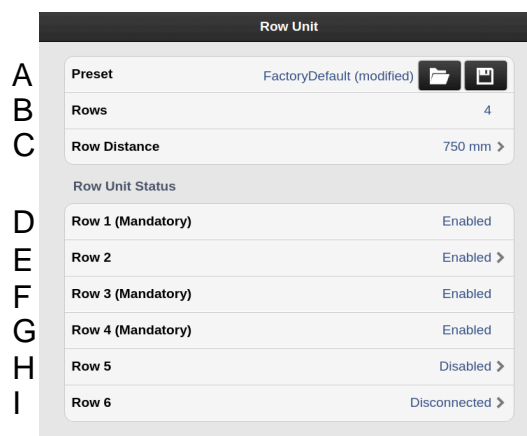 Row Unit
A Preset FactoryDefault (modified)
B Rows 4
C Row Distance 750 mm
Row Unit Status
D Row 1 (Mandatory) Enabled
E Row 2 Enabled
F Row 3 (Mandatory) Enabled
G Row 4 (Mandatory) Enabled
H Row 5 Disabled
I Row 6 Disconnected